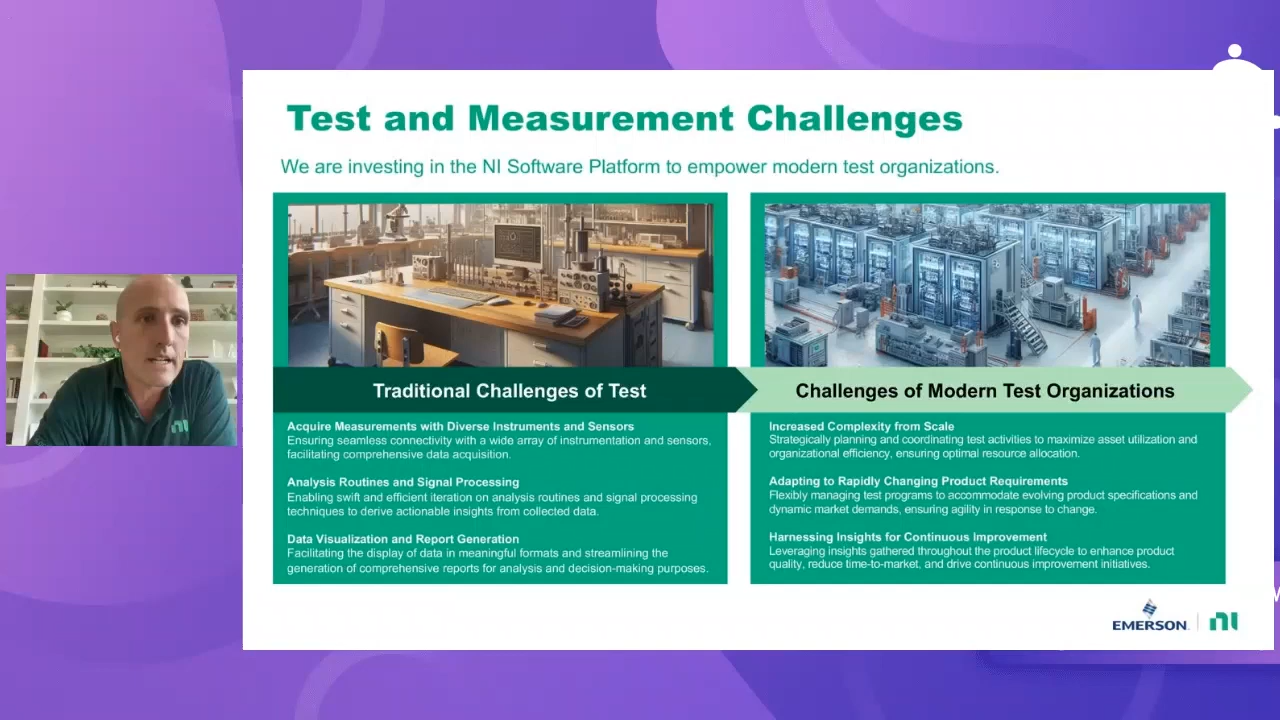 Test and Measurement Challenges
We are investing in the NI Software Platform to empower modern test organizations.
Traditional Challenges of Test
Acquire Measurements with Diverse Instruments and Sensors
Ensuring seamless connectivity with a wide array of instrumentation and sensors,
facilitating comprehensive data acquisition.
Analysis Routines and Signal Processing
Enabling swift and efficient iteration on analysis routines and signal processing
techniques to derive actionable insights from collected data.
Data Visualization and Report Generation
Facilitating the display of data in meaningful formats and streamlining the
generation of comprehensive reports for analysis and decision-making purposes.
Challenges of Modern Test Organizations
Increased Complexity from Scale
Strategically planning and coordinating test activities to maximize asset utilization and
organizational efficiency, ensuring optimal resource allocation.
Adapting to Rapidly Changing Product Requirements
Flexibly managing test programs to accommodate evolving product specifications and
dynamic market demands, ensuring agility in response to change.
Harnessing Insights for Continuous Improvement
Leveraging insights gathered throughout the product lifecycle to enhance product
quality, reduce time-to-market, and drive continuous improvement initiatives.
EMERSON
ni
ni